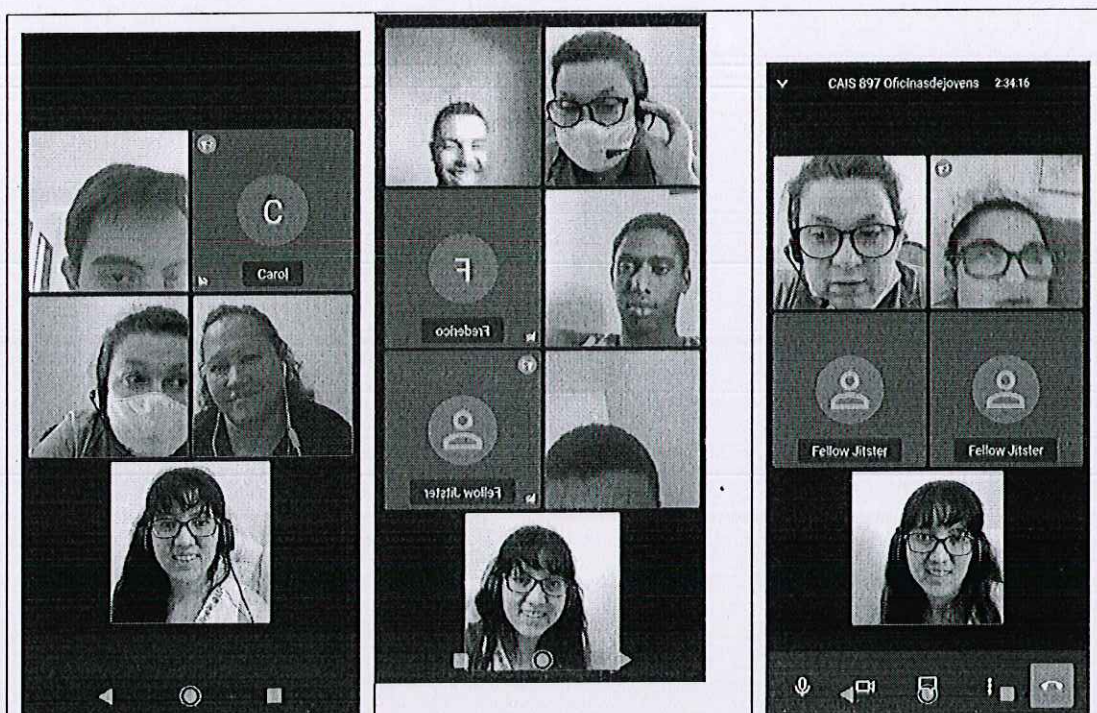 C
Carol
F
Frederico
Fellow Jitster
CAIS 897 Oficinasdejovens 2:34:16
Fellow Jitster
Fellow Jitster